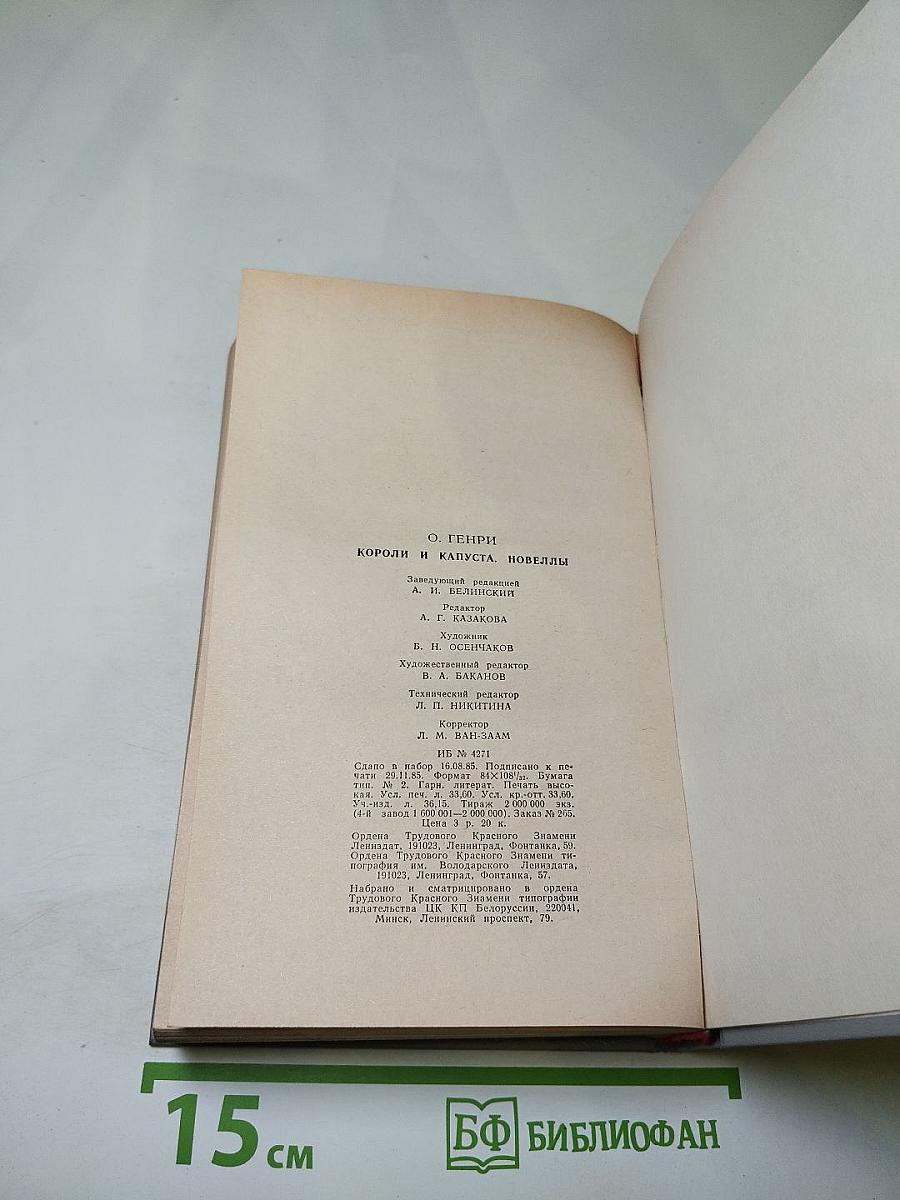 О. ГЕНРИ
КОРОЛИ И КАПУСТА. НОВЕЛЛЫ
Заведующий редакцией
А. И. БЕЛИНСКИЙ
Редактор
А. Г. КАЗАКОВА
Художник
Б. Н. ОСЕНЧАКОВ
Художественный редактор
В. А. БАКАНОВ
Технический редактор
Л. П. НИКИТИНА
Корректор
Л. М. ВАН-ЗААМ
ИБ № 4271
Сдано в набор 16.08.85. Подписано к пе-
чати 29.11.85. Формат 84×108¹/₃₂. Бумага
тип. № 2. Гарн. литерат. Печать высо-
кая. Усл. печ. л. 33,60. Усл. кр.-отт. 33,60.
Уч.-изд. л. 36,15. Тираж 2 000 000 экз.
(4-й завод 1 600 001—2 000 000). Заказ № 265.
Цена 3 р. 20 к.
Ордена Трудового Красного Знамени
Лениздат, 191023, Ленинград, Фонтанка, 59.
Ордена Трудового Красного Знамени ти-
пография им. Володарского Лениздата,
191023, Ленинград, Фонтанка, 57.
Набрано и сматрицировано в ордена
Трудового Красного Знамени типографии
издательства ЦК КП Белоруссии, 220041,
Минск, Ленинский проспект, 79.
15 см
БФ БИБЛИОФАН